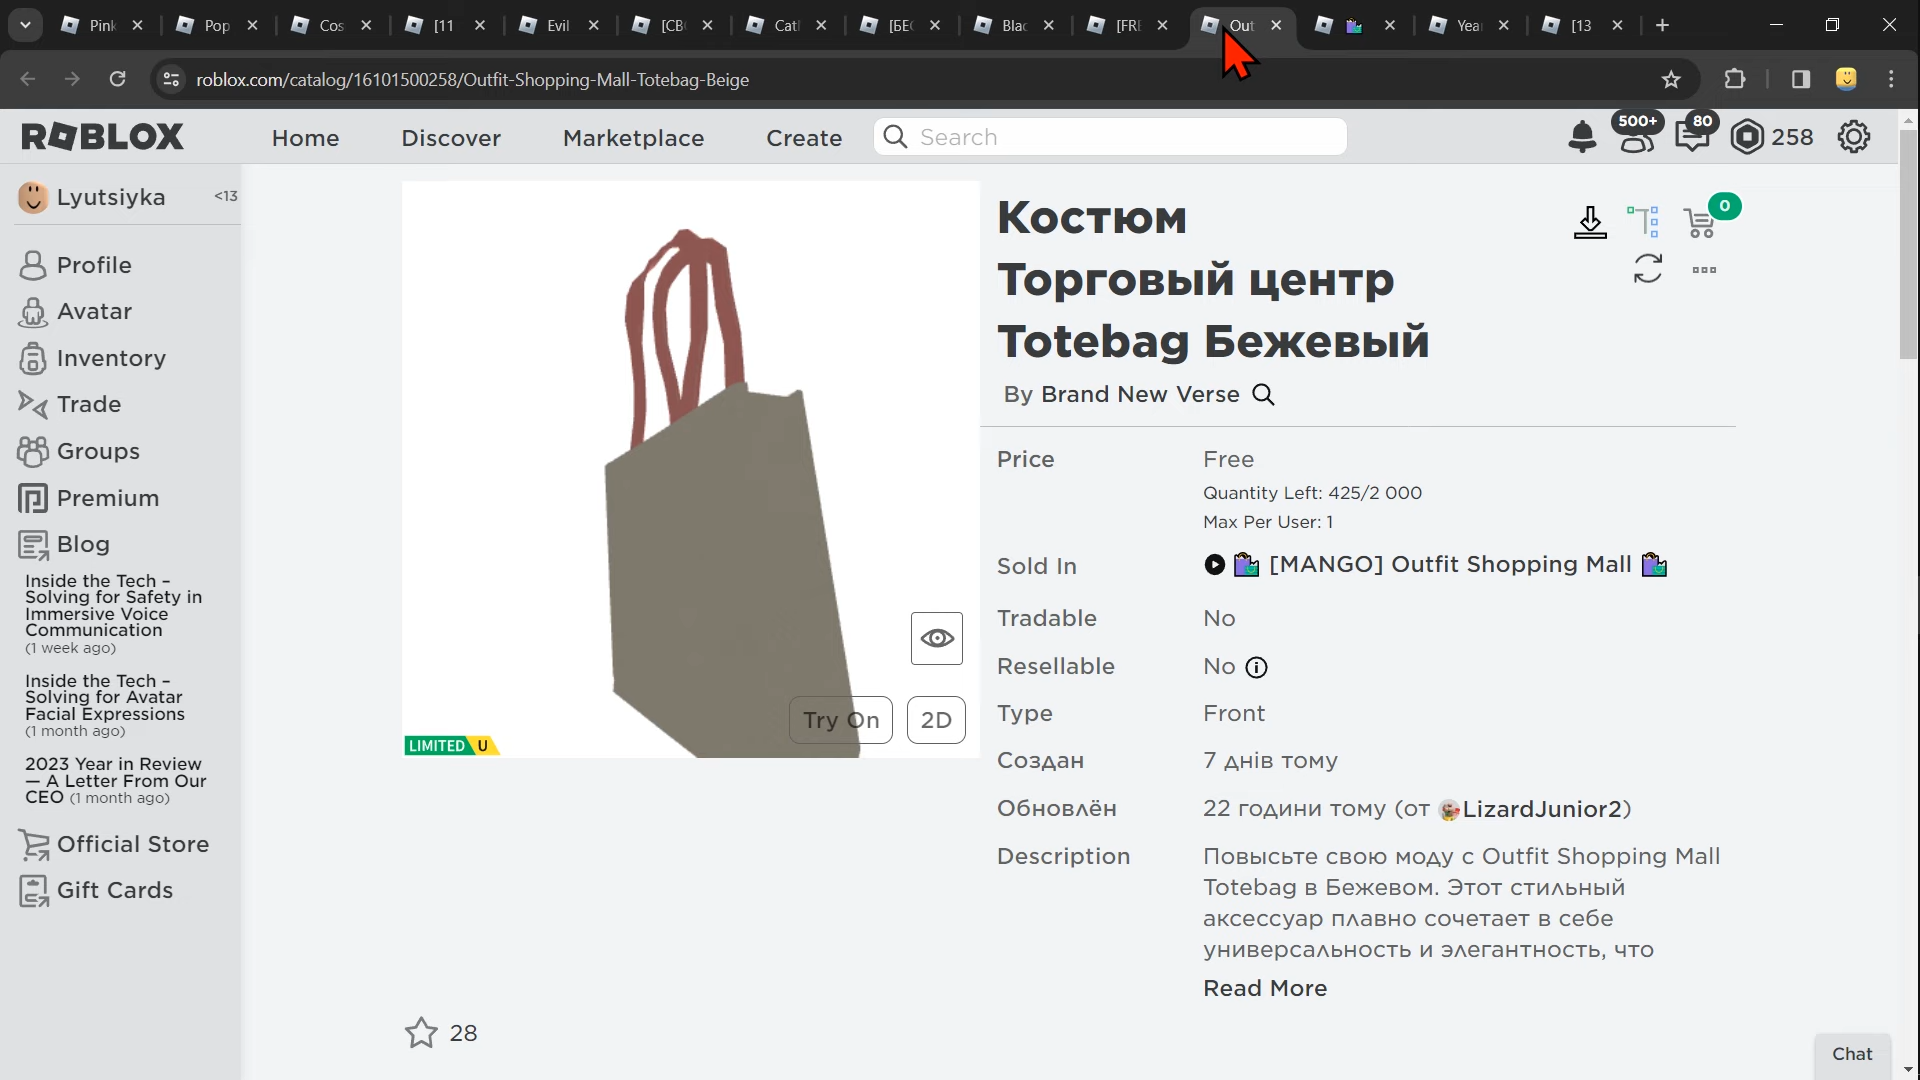 Pink
Pop
Cos
[11
Evil
[CB
Catl
[БЕС
Blac
[FRE
Out
Yea
[13
roblox.com/catalog/16101500258/Outfit-Shopping-Mall-Totebag-Beige
ROBLOX
Home
Discover
Marketplace
Create
Search
500+
80
258
Lyutsiyka
<13
Profile
Avatar
Inventory
Trade
Groups
Premium
Blog
Inside the Tech –
Solving for Safety in
Immersive Voice
Communication
(1 week ago)
Inside the Tech –
Solving for Avatar
Facial Expressions
(1 month ago)
2023 Year in Review
— A Letter From Our
CEO (1 month ago)
Official Store
Gift Cards
Try On
2D
LIMITED U
28
Костюм
Торговый центр
Totebag Бежевый
0
By Brand New Verse
Price
Free
Quantity Left: 425/2 000
Max Per User: 1
Sold In
[MANGO] Outfit Shopping Mall
Tradable
No
Resellable
No
Type
Front
Создан
7 днів тому
Обновлён
22 години тому (от LizardJunior2)
Description
Повысьте свою моду с Outfit Shopping Mall
Totebag в Бежевом. Этот стильный
аксессуар плавно сочетает в себе
универсальность и элегантность, что
Read More
Chat